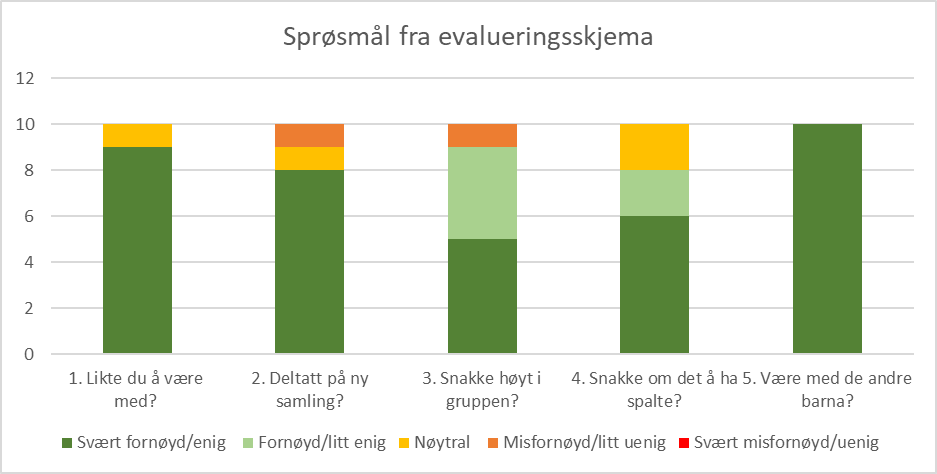 Sprøsmål fra evalueringsskjema
12
10
8
6
4
2
0
1. Likte du å være
med?
2. Deltatt på ny
samling?
3. Snakke høyt i
gruppen?
4. Snakke om det å ha
spalte?
5. Være med de andre
barna?
Svært fornøyd/enig
Fornøyd/litt enig
Nøytral
Misfornøyd/litt uenig
Svært misfornøyd/uenig